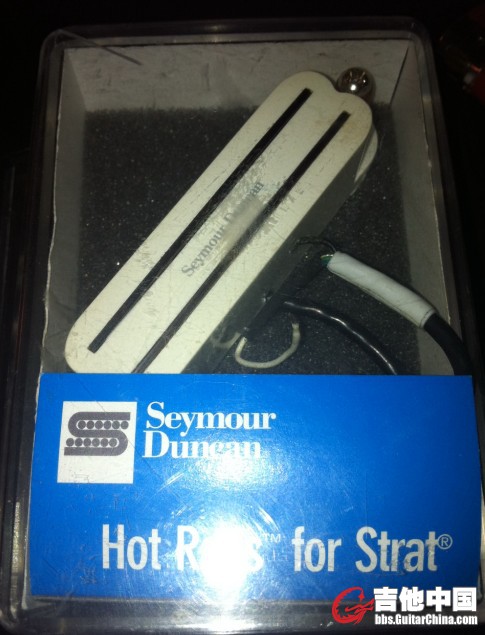 Seymour Duncan
Seymour
Duncan
Hot Rails™ for Strat®
吉他中国
bbs.GuitarChina.com